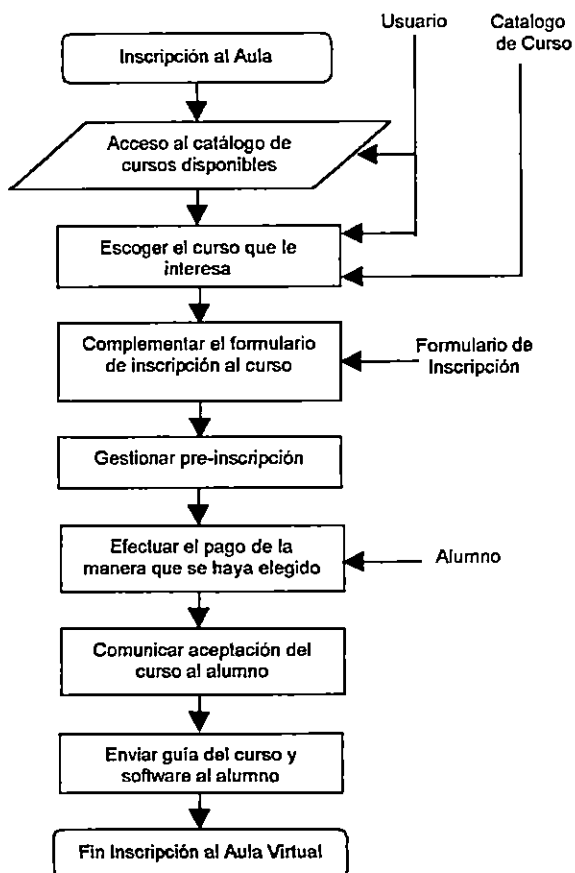 Usuario
Catalogo
de Curso
Inscripción al Aula
Acceso al catálogo de
cursos disponibles
Escoger el curso que le
interesa
Complementar el formulario
de inscripción al curso
Formulario de
Inscripción
Gestionar pre-inscripción
Efectuar el pago de la
manera que se haya elegido
Alumno
Comunicar aceptación del
curso al alumno
Enviar guía del curso y
software al alumno
Fin Inscripción al Aula Virtual